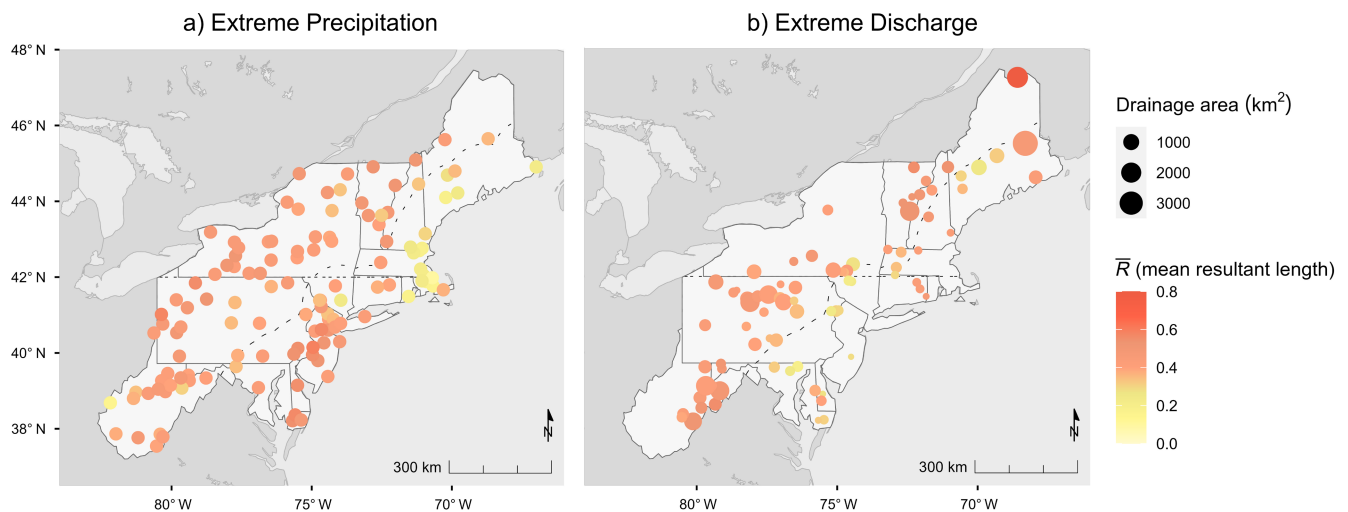 a) Extreme Precipitation
b) Extreme Discharge
48° N
46° N
44° N
42° N
40° N
38° N
80° W
75° W
70° W
80° W
75° W
70° W
300 km
N
300 km
N
Drainage area (km²)
1000
2000
3000
R̅ (mean resultant length)
0.8
0.6
0.4
0.2
0.0